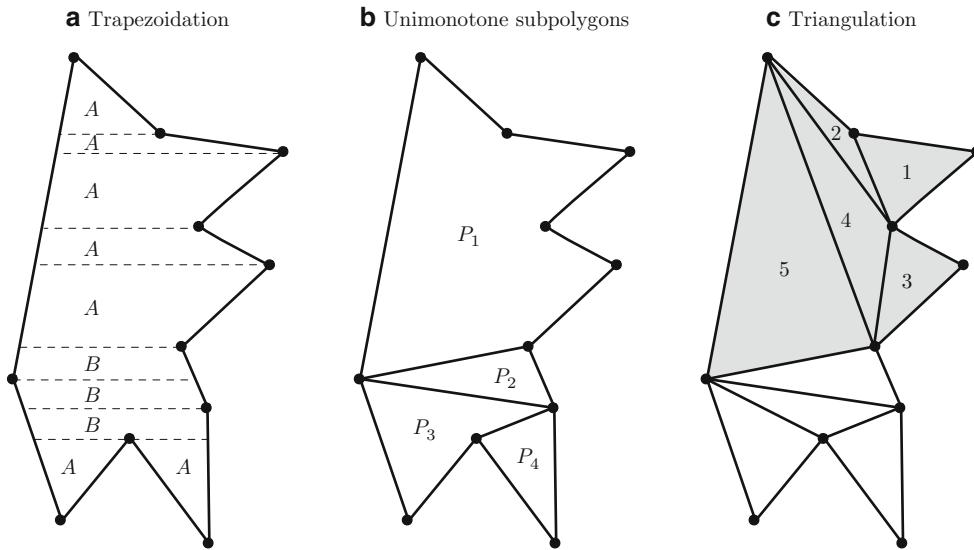 a Trapezoidation
b Unimonotone subpolygons
c Triangulation
A
A
A
A
A
B
B
B
A
A
P1
P2
P3
P4
2
1
4
5
3